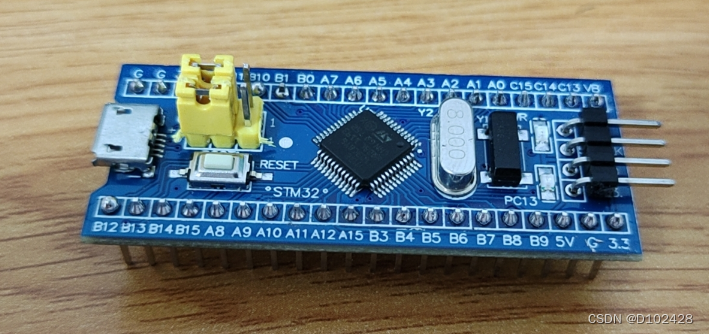 G G B10 B1 B0 A7 A6 A5 A4 A3 A2 A1 A0 C15 C14 C13 VB
Y2
8.000
1
RESET
°STM32°
PC13
B12 B13 B14 B15 A8 A9 A10 A11 A12 A15 B3 B4 B5 B6 B7 B8 B9 5V G 3.3
CSDN @D102428